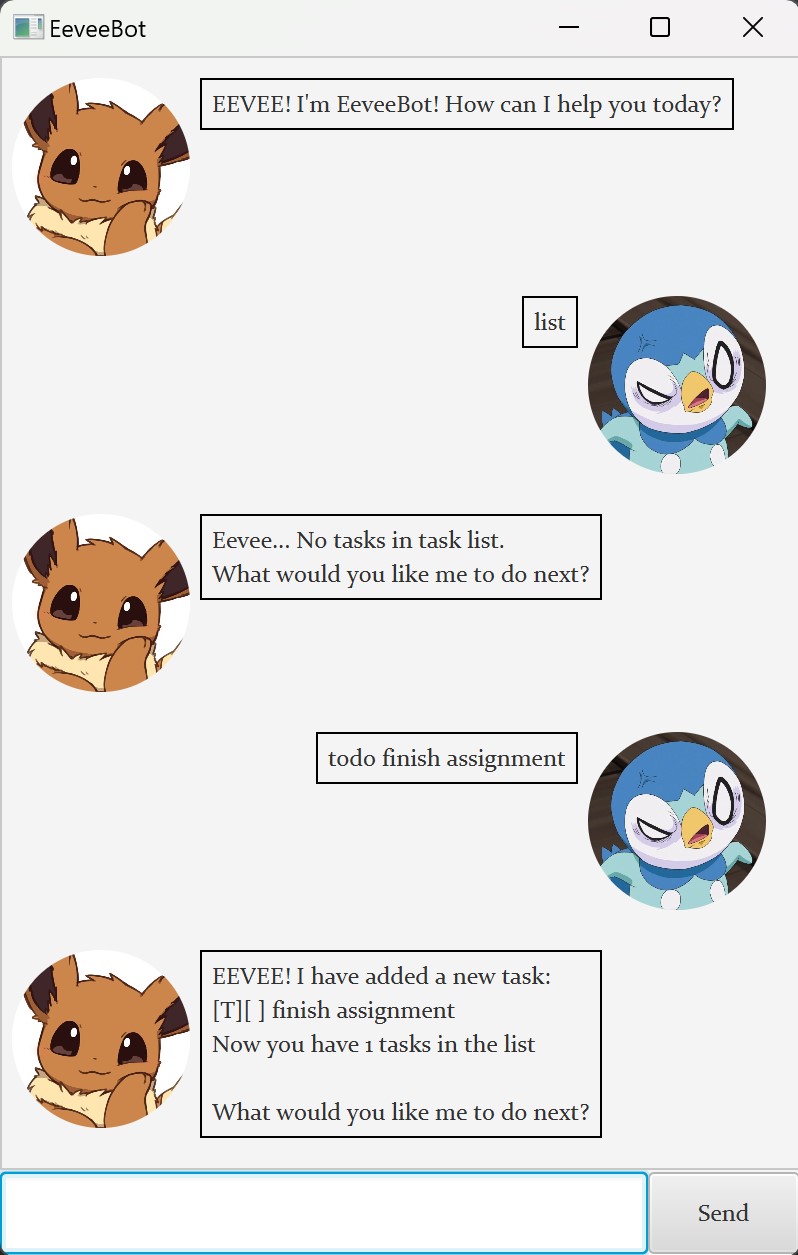 EeveeBot
EEVEE! I'm EeveeBot! How can I help you today?
list
Eevee... No tasks in task list.
What would you like me to do next?
todo finish assignment
EEVEE! I have added a new task:
[T][ ] finish assignment
Now you have 1 tasks in the list
What would you like me to do next?
Send